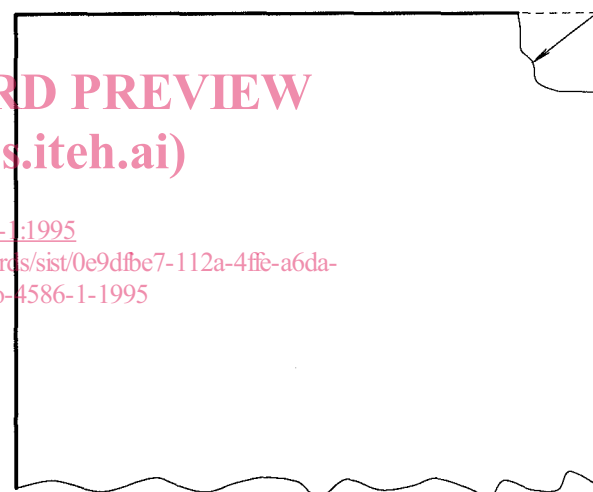 RD PREVIEW
s.iteh.ai)
-1:1995
rds/sist/0e9dfbe7-112a-4ffe-a6da-
o-4586-1-1995